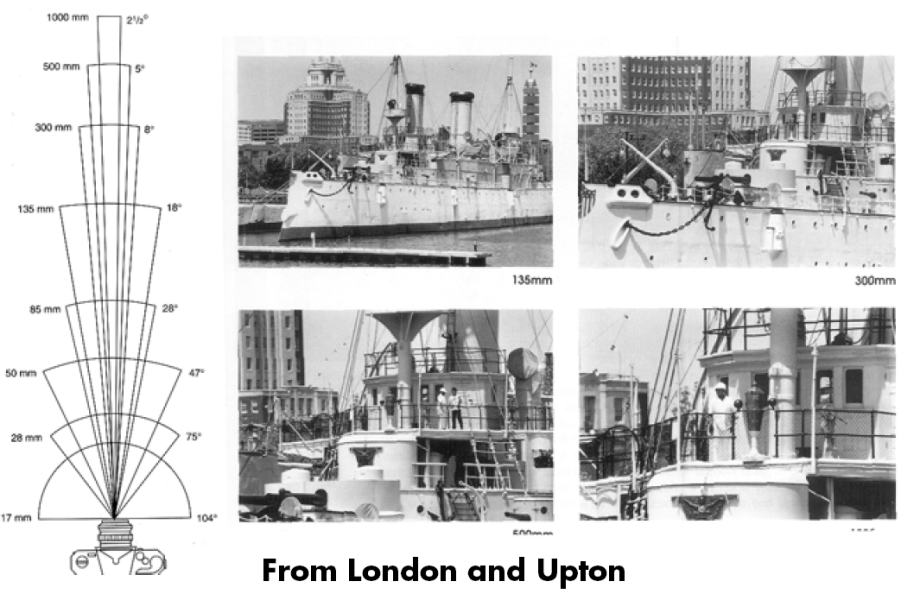 1000 mm 2½°
500 mm 5°
300 mm 8°
135 mm 18°
85 mm 28°
50 mm 47°
28 mm 75°
17 mm 104°
135mm
300mm
500mm
From London and Upton